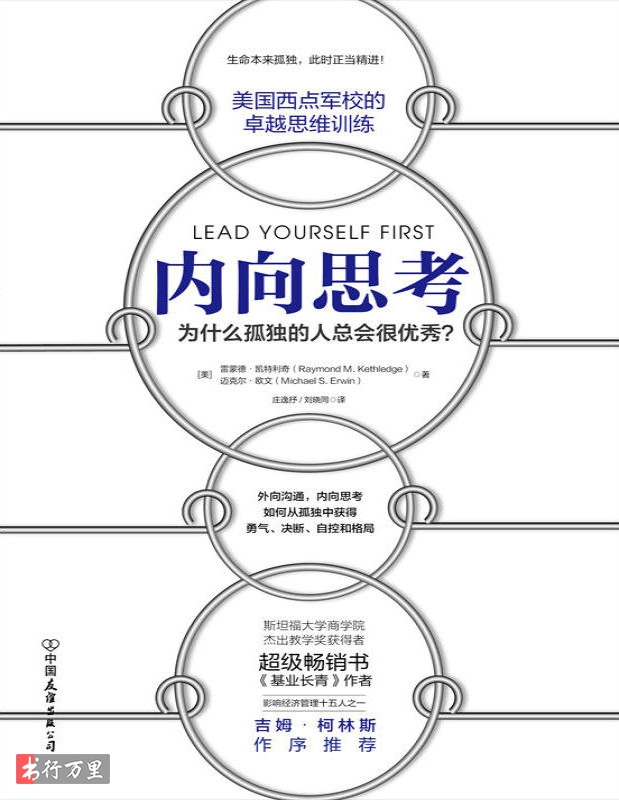 生命本来孤独，此时正当精进！
美国西点军校的
卓越思维训练
LEAD YOURSELF FIRST
内向思考
为什么孤独的人总会很优秀？
[美] 雷蒙德·凯特利奇（Raymond M. Kethledge）
迈克尔·欧文（Michael S. Erwin） ○著
庄逸抒/刘晓同○译
外向沟通，内向思考
如何从孤独中获得
勇气、决断、自控和格局
斯坦福大学商学院
杰出教学奖获得者
超级畅销书
《基业长青》作者
影响经济管理十五人之一
吉姆·柯林斯
作序推荐
中国友谊出版公司
书行万里